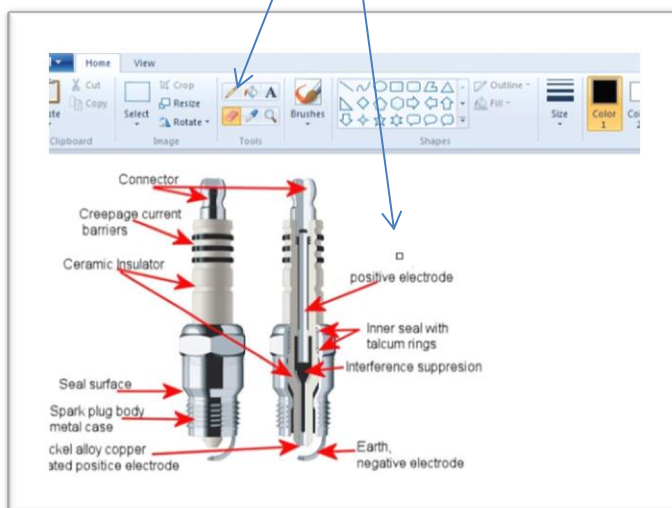 Home View
Cut
Copy
Clipboard
Select
Crop
Resize
Rotate
Image
A
Tools
Brushes
Shapes
Outline
Fill
Size
Color
1
Connector
Creepage current
barriers
Ceramic Insulator
Seal surface
Spark plug body
metal case
ckel alloy copper
ated positice electrode
positive electrode
Inner seal with
talcum rings
Interference suppresion
Earth,
negative electrode